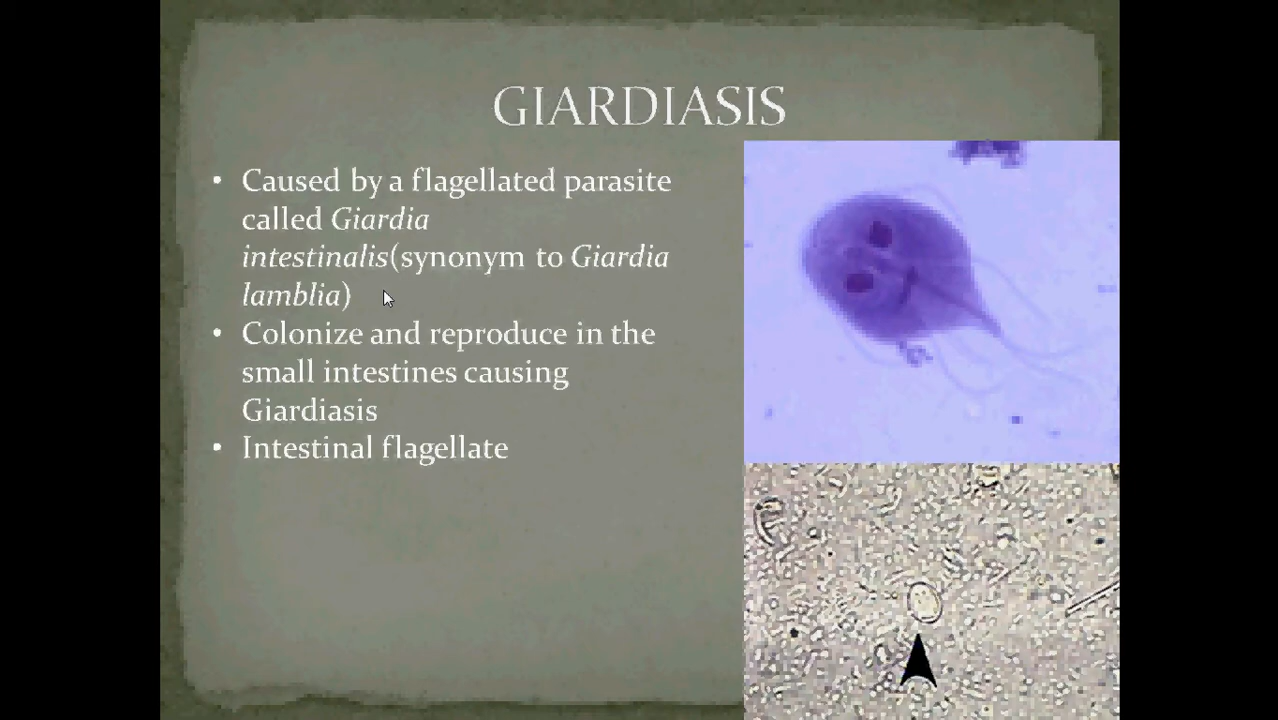 GIARDIASIS
• Caused by a flagellated parasite
called Giardia
intestinalis(synonym to Giardia
lamblia)
• Colonize and reproduce in the
small intestines causing
Giardiasis
• Intestinal flagellate